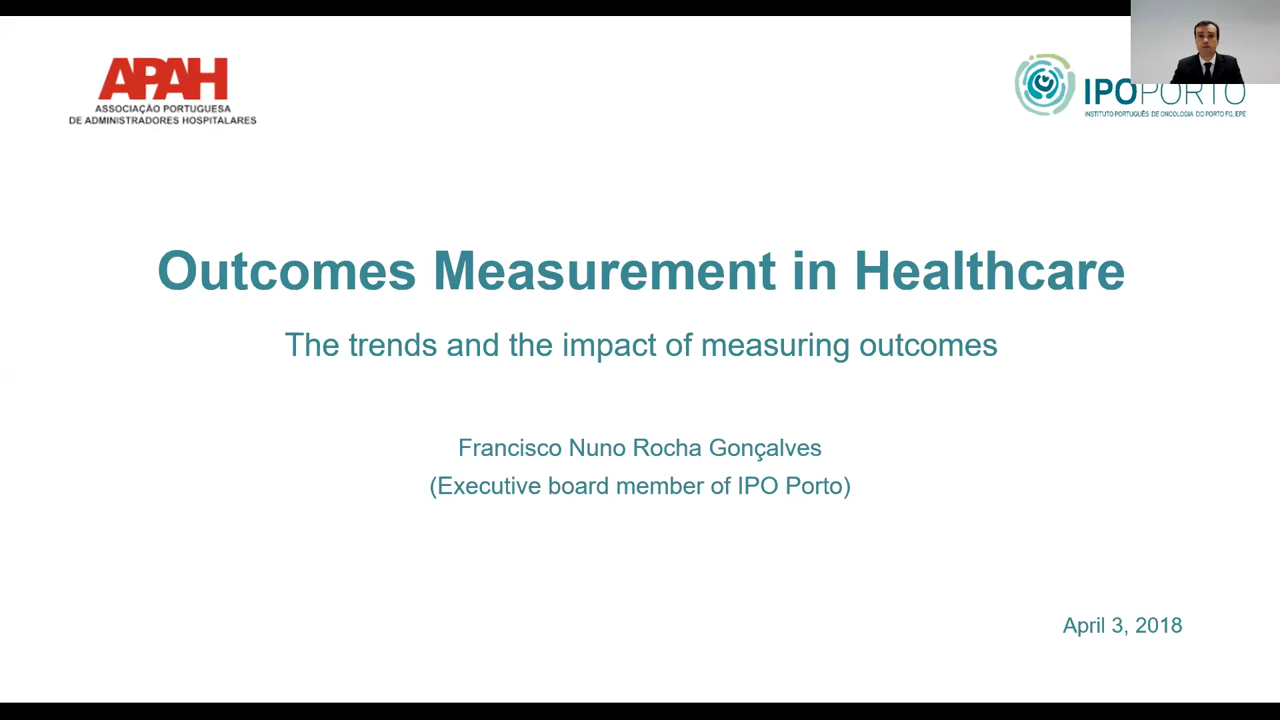 APAH
ASSOCIAÇÃO PORTUGUESA
DE ADMINISTRADORES HOSPITALARES
IPOPORTO
INSTITUTO PORTUGUÊS DE ONCOLOGIA DO PORTO FG, EPE
Outcomes Measurement in Healthcare
The trends and the impact of measuring outcomes
Francisco Nuno Rocha Gonçalves
(Executive board member of IPO Porto)
April 3, 2018